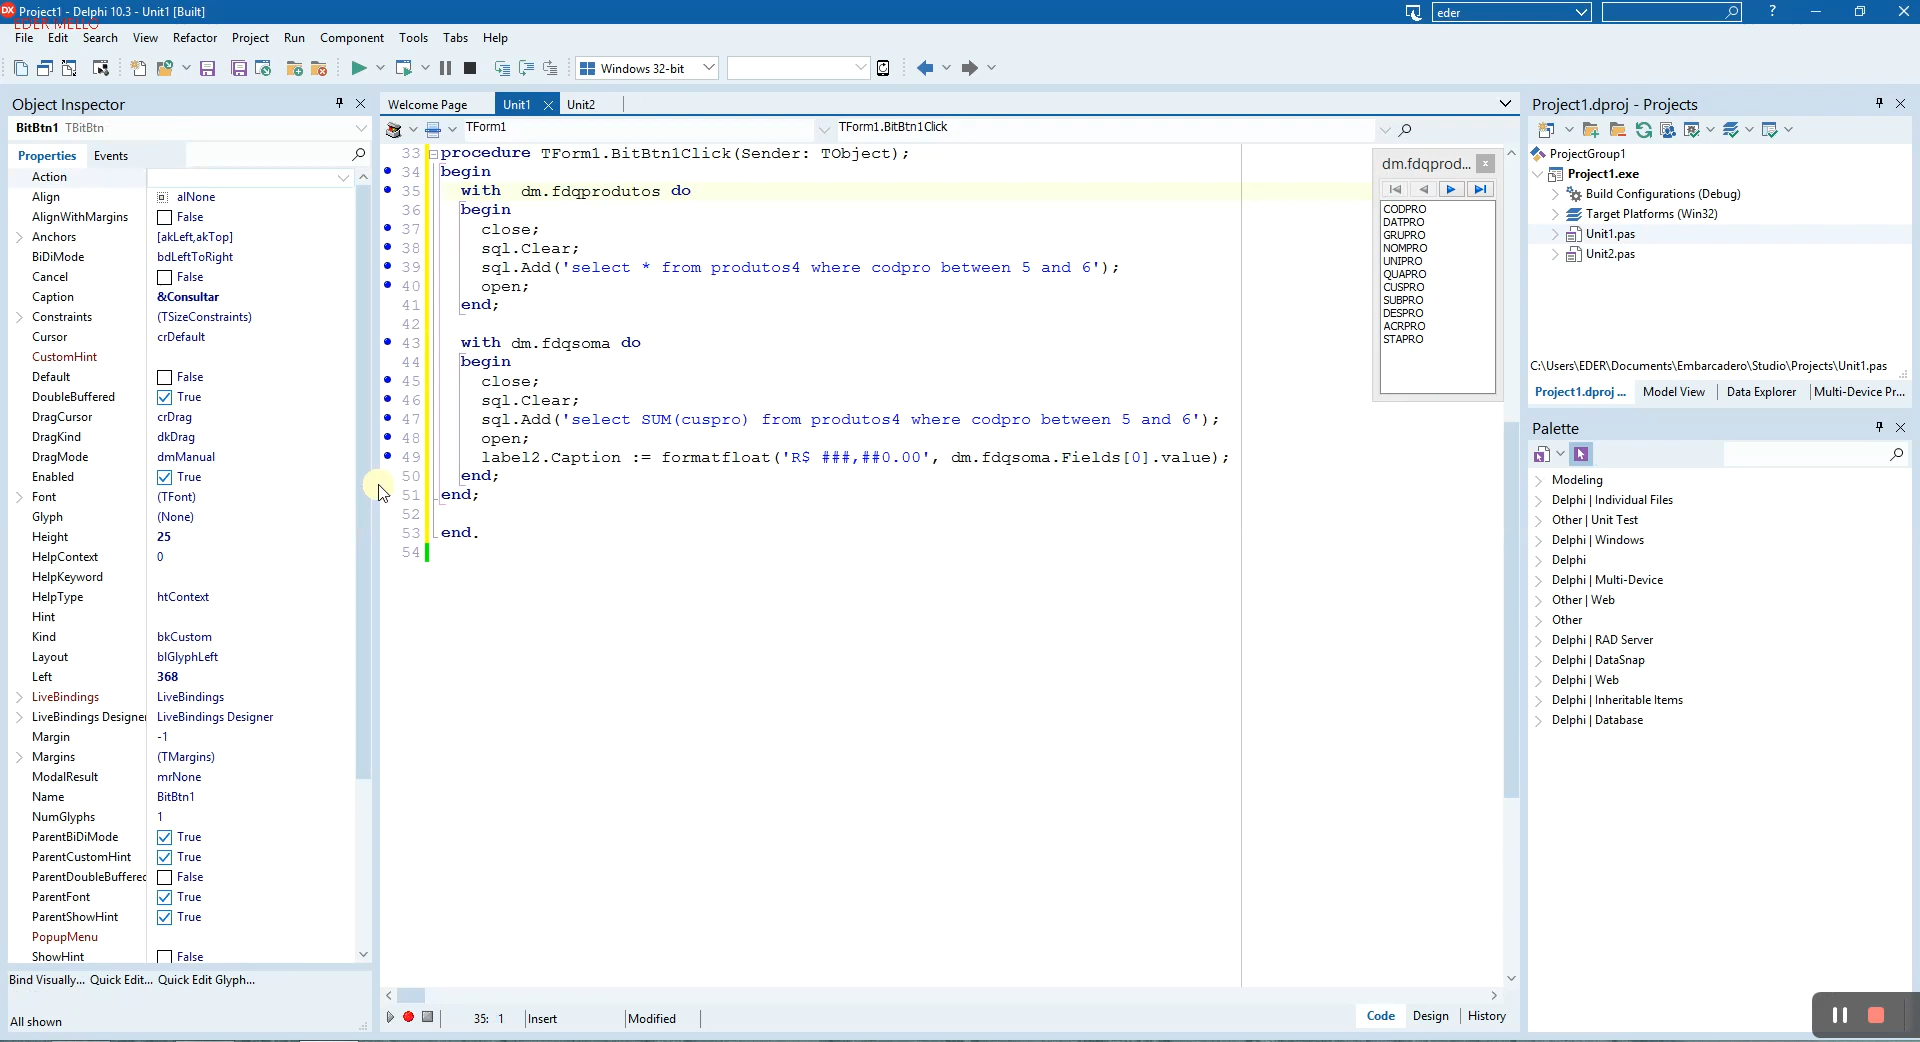 Project1 - Delphi 10.3 - Unit1 [Built]
eder
?
EDER MELLO
File Edit Search View Refactor Project Run Component Tools Tabs Help
Windows 32-bit
Object Inspector
BitBtn1 TBitBtn
Properties Events
Action
Align alNone
AlignWithMargins False
Anchors [akLeft,akTop]
BiDiMode bdLeftToRight
Cancel False
Caption &Consultar
Constraints (TSizeConstraints)
Cursor crDefault
CustomHint
Default False
DoubleBuffered True
DragCursor crDrag
DragKind dkDrag
DragMode dmManual
Enabled True
Font (TFont)
Glyph (None)
Height 25
HelpContext 0
HelpKeyword
HelpType htContext
Hint
Kind bkCustom
Layout blGlyphLeft
Left 368
LiveBindings LiveBindings
LiveBindings Designer LiveBindings Designer
Margin -1
Margins (TMargins)
ModalResult mrNone
Name BitBtn1
NumGlyphs 1
ParentBiDiMode True
ParentCustomHint True
ParentDoubleBuffered False
ParentFont True
ParentShowHint True
PopupMenu
ShowHint False
Bind Visually... Quick Edit... Quick Edit Glyph...
All shown
Welcome Page Unit1 Unit2
TForm1 TForm1.BitBtn1Click
33 procedure TForm1.BitBtn1Click(Sender: TObject);
34 begin
35 with dm.fdqprodutos do
36 begin
37 close;
38 sql.Clear;
39 sql.Add('select * from produtos4 where codpro between 5 and 6');
40 open;
41 end;
42
43 with dm.fdqsoma do
44 begin
45 close;
46 sql.Clear;
47 sql.Add('select SUM(cuspro) from produtos4 where codpro between 5 and 6');
48 open;
49 label2.Caption := formatfloat('R$ ###,##0.00', dm.fdqsoma.Fields[0].value);
50 end;
51 end;
52
53 end.
54
dm.fdqprod...
CODPRO
DATPRO
GRUPRO
NOMPRO
UNIPRO
QUAPRO
CUSPRO
SUBPRO
DESPRO
ACRPRO
STAPRO
35: 1 Insert Modified
Code Design History
Project1.dproj - Projects
ProjectGroup1
Project1.exe
Build Configurations (Debug)
Target Platforms (Win32)
Unit1.pas
Unit2.pas
C:\Users\EDER\Documents\Embarcadero\Studio\Projects\Unit1.pas
Project1.dproj ... Model View Data Explorer Multi-Device Pr...
Palette
Modeling
Delphi | Individual Files
Other | Unit Test
Delphi | Windows
Delphi
Delphi | Multi-Device
Other | Web
Other
Delphi | RAD Server
Delphi | DataSnap
Delphi | Web
Delphi | Inheritable Items
Delphi | Database